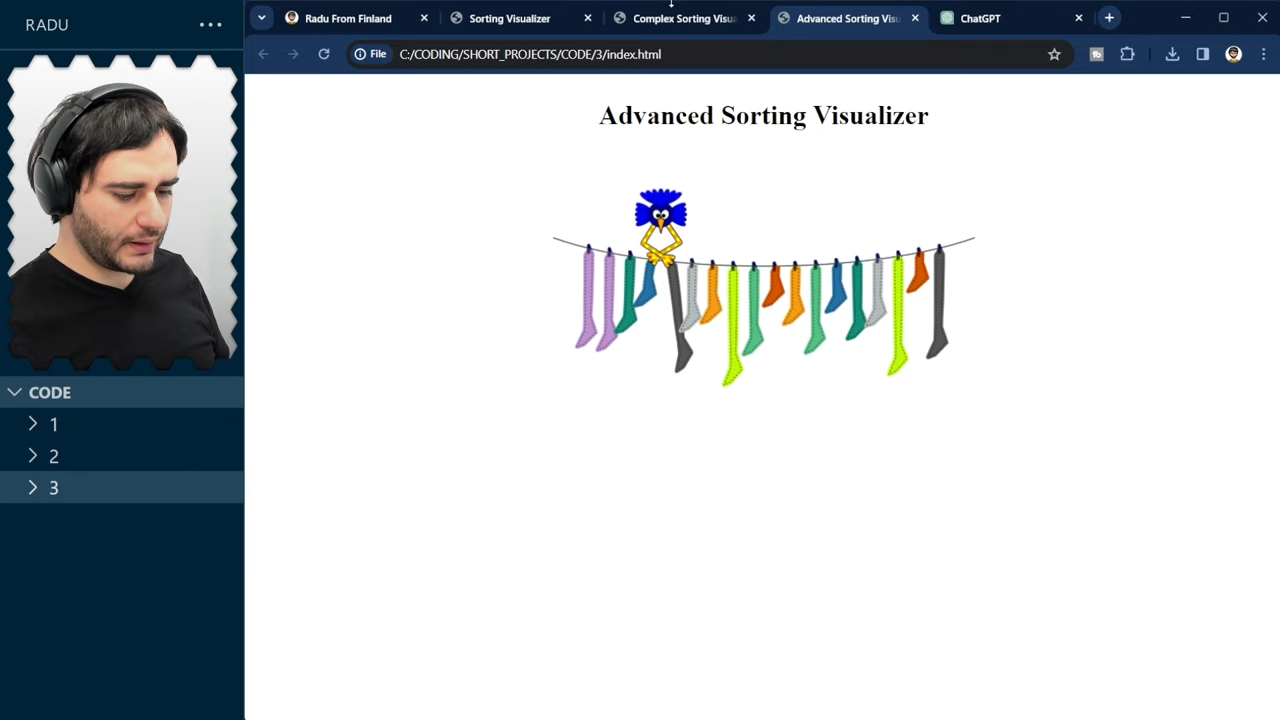 RADU
Radu From Finland
Sorting Visualizer
Complex Sorting Visu
Advanced Sorting Visu
ChatGPT
File
C:/CODING/SHORT_PROJECTS/CODE/3/index.html
Advanced Sorting Visualizer
CODE
1
2
3